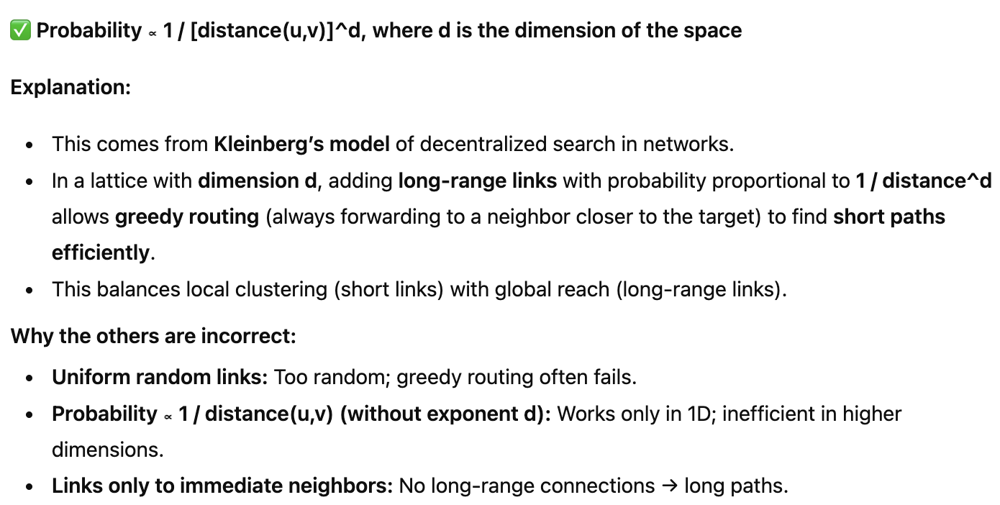 ✅ Probability ∝ 1 / [distance(u,v)]^d, where d is the dimension of the space
Explanation:
• This comes from Kleinberg’s model of decentralized search in networks.
• In a lattice with dimension d, adding long-range links with probability proportional to 1 / distance^d
allows greedy routing (always forwarding to a neighbor closer to the target) to find short paths
efficiently.
• This balances local clustering (short links) with global reach (long-range links).
Why the others are incorrect:
• Uniform random links: Too random; greedy routing often fails.
• Probability ∝ 1 / distance(u,v) (without exponent d): Works only in 1D; inefficient in higher
dimensions.
• Links only to immediate neighbors: No long-range connections → long paths.